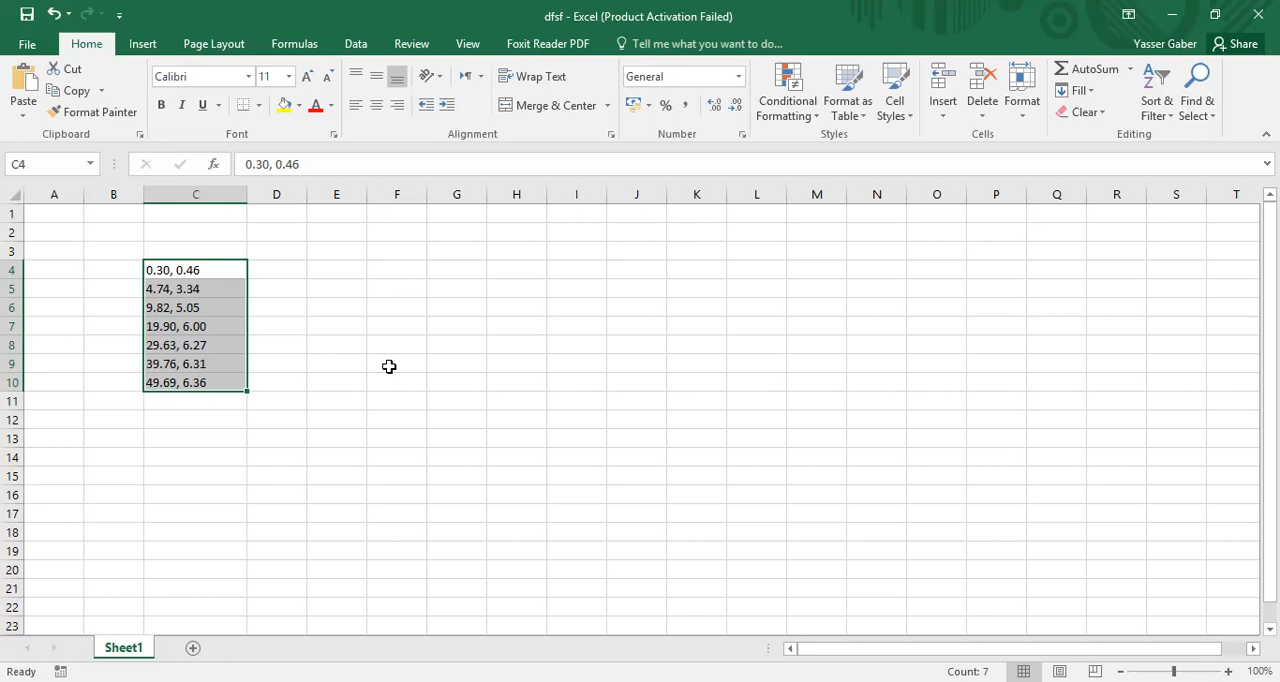 dfsf - Excel (Product Activation Failed)
File Home Insert Page Layout Formulas Data Review View Foxit Reader PDF Tell me what you want to do... Yasser Gaber Share
Paste Cut
Copy
Format Painter
Clipboard
Calibri 11 A A
B I U A
Font
Wrap Text
Merge & Center
Alignment
General
% ,
Number
Conditional Formatting
Format as Table
Cell Styles
Styles
Insert Delete Format
Cells
AutoSum
Fill
Clear
Sort & Filter
Find & Select
Editing
C4 fx 0.30, 0.46
A B C D E F G H I J K L M N O P Q R S T
1
2
3
4 0.30, 0.46
5 4.74, 3.34
6 9.82, 5.05
7 19.90, 6.00
8 29.63, 6.27
9 39.76, 6.31
10 49.69, 6.36
11
12
13
14
15
16
17
18
19
20
21
22
23
Sheet1
Ready Count: 7 100%